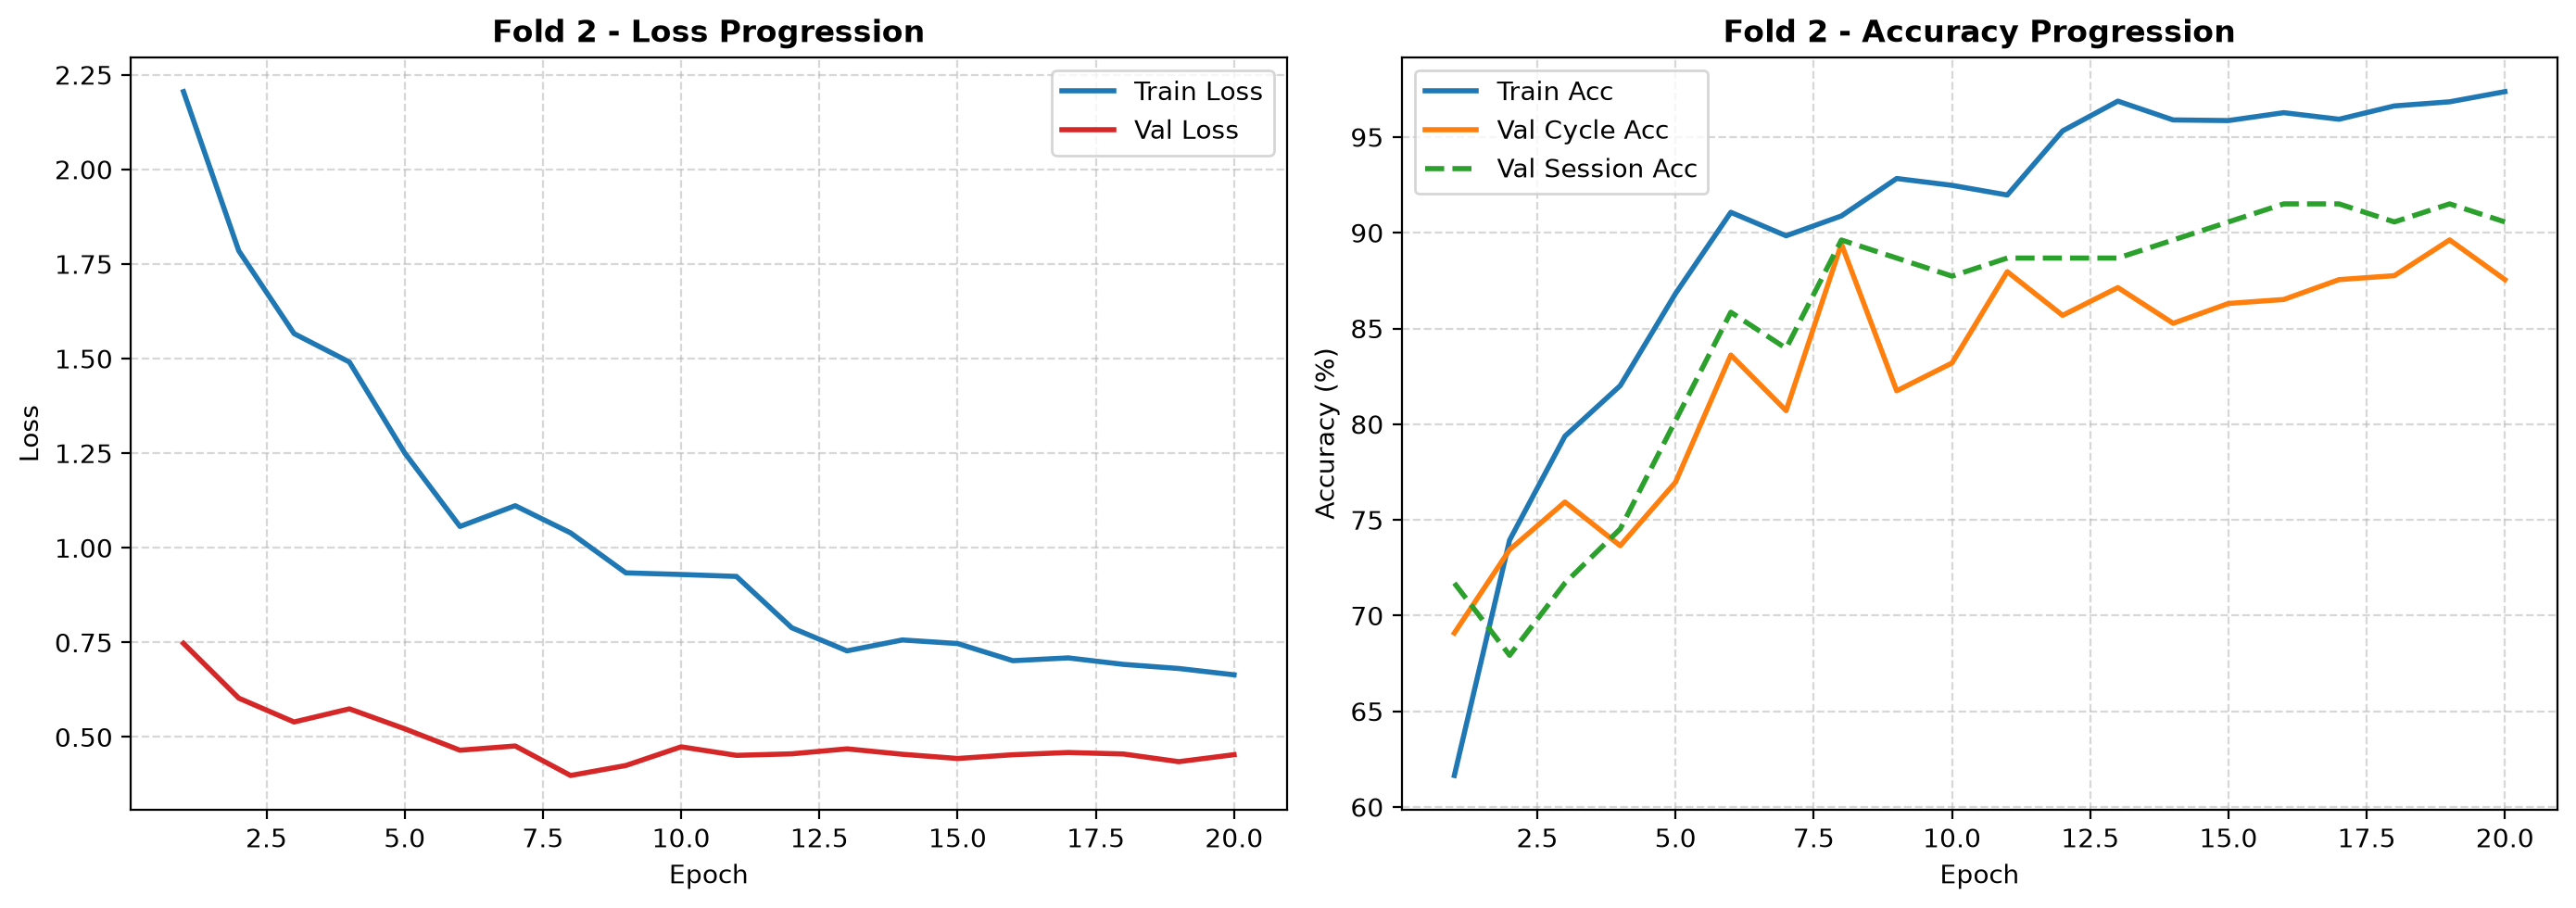 Fold 2 - Loss Progression
2.25
2.00
1.75
1.50
1.25
1.00
0.75
0.50
Loss
Train Loss
Val Loss
2.5 5.0 7.5 10.0 12.5 15.0 17.5 20.0
Epoch
Fold 2 - Accuracy Progression
95
90
85
80
75
70
65
60
Accuracy (%)
Train Acc
Val Cycle Acc
Val Session Acc
2.5 5.0 7.5 10.0 12.5 15.0 17.5 20.0
Epoch